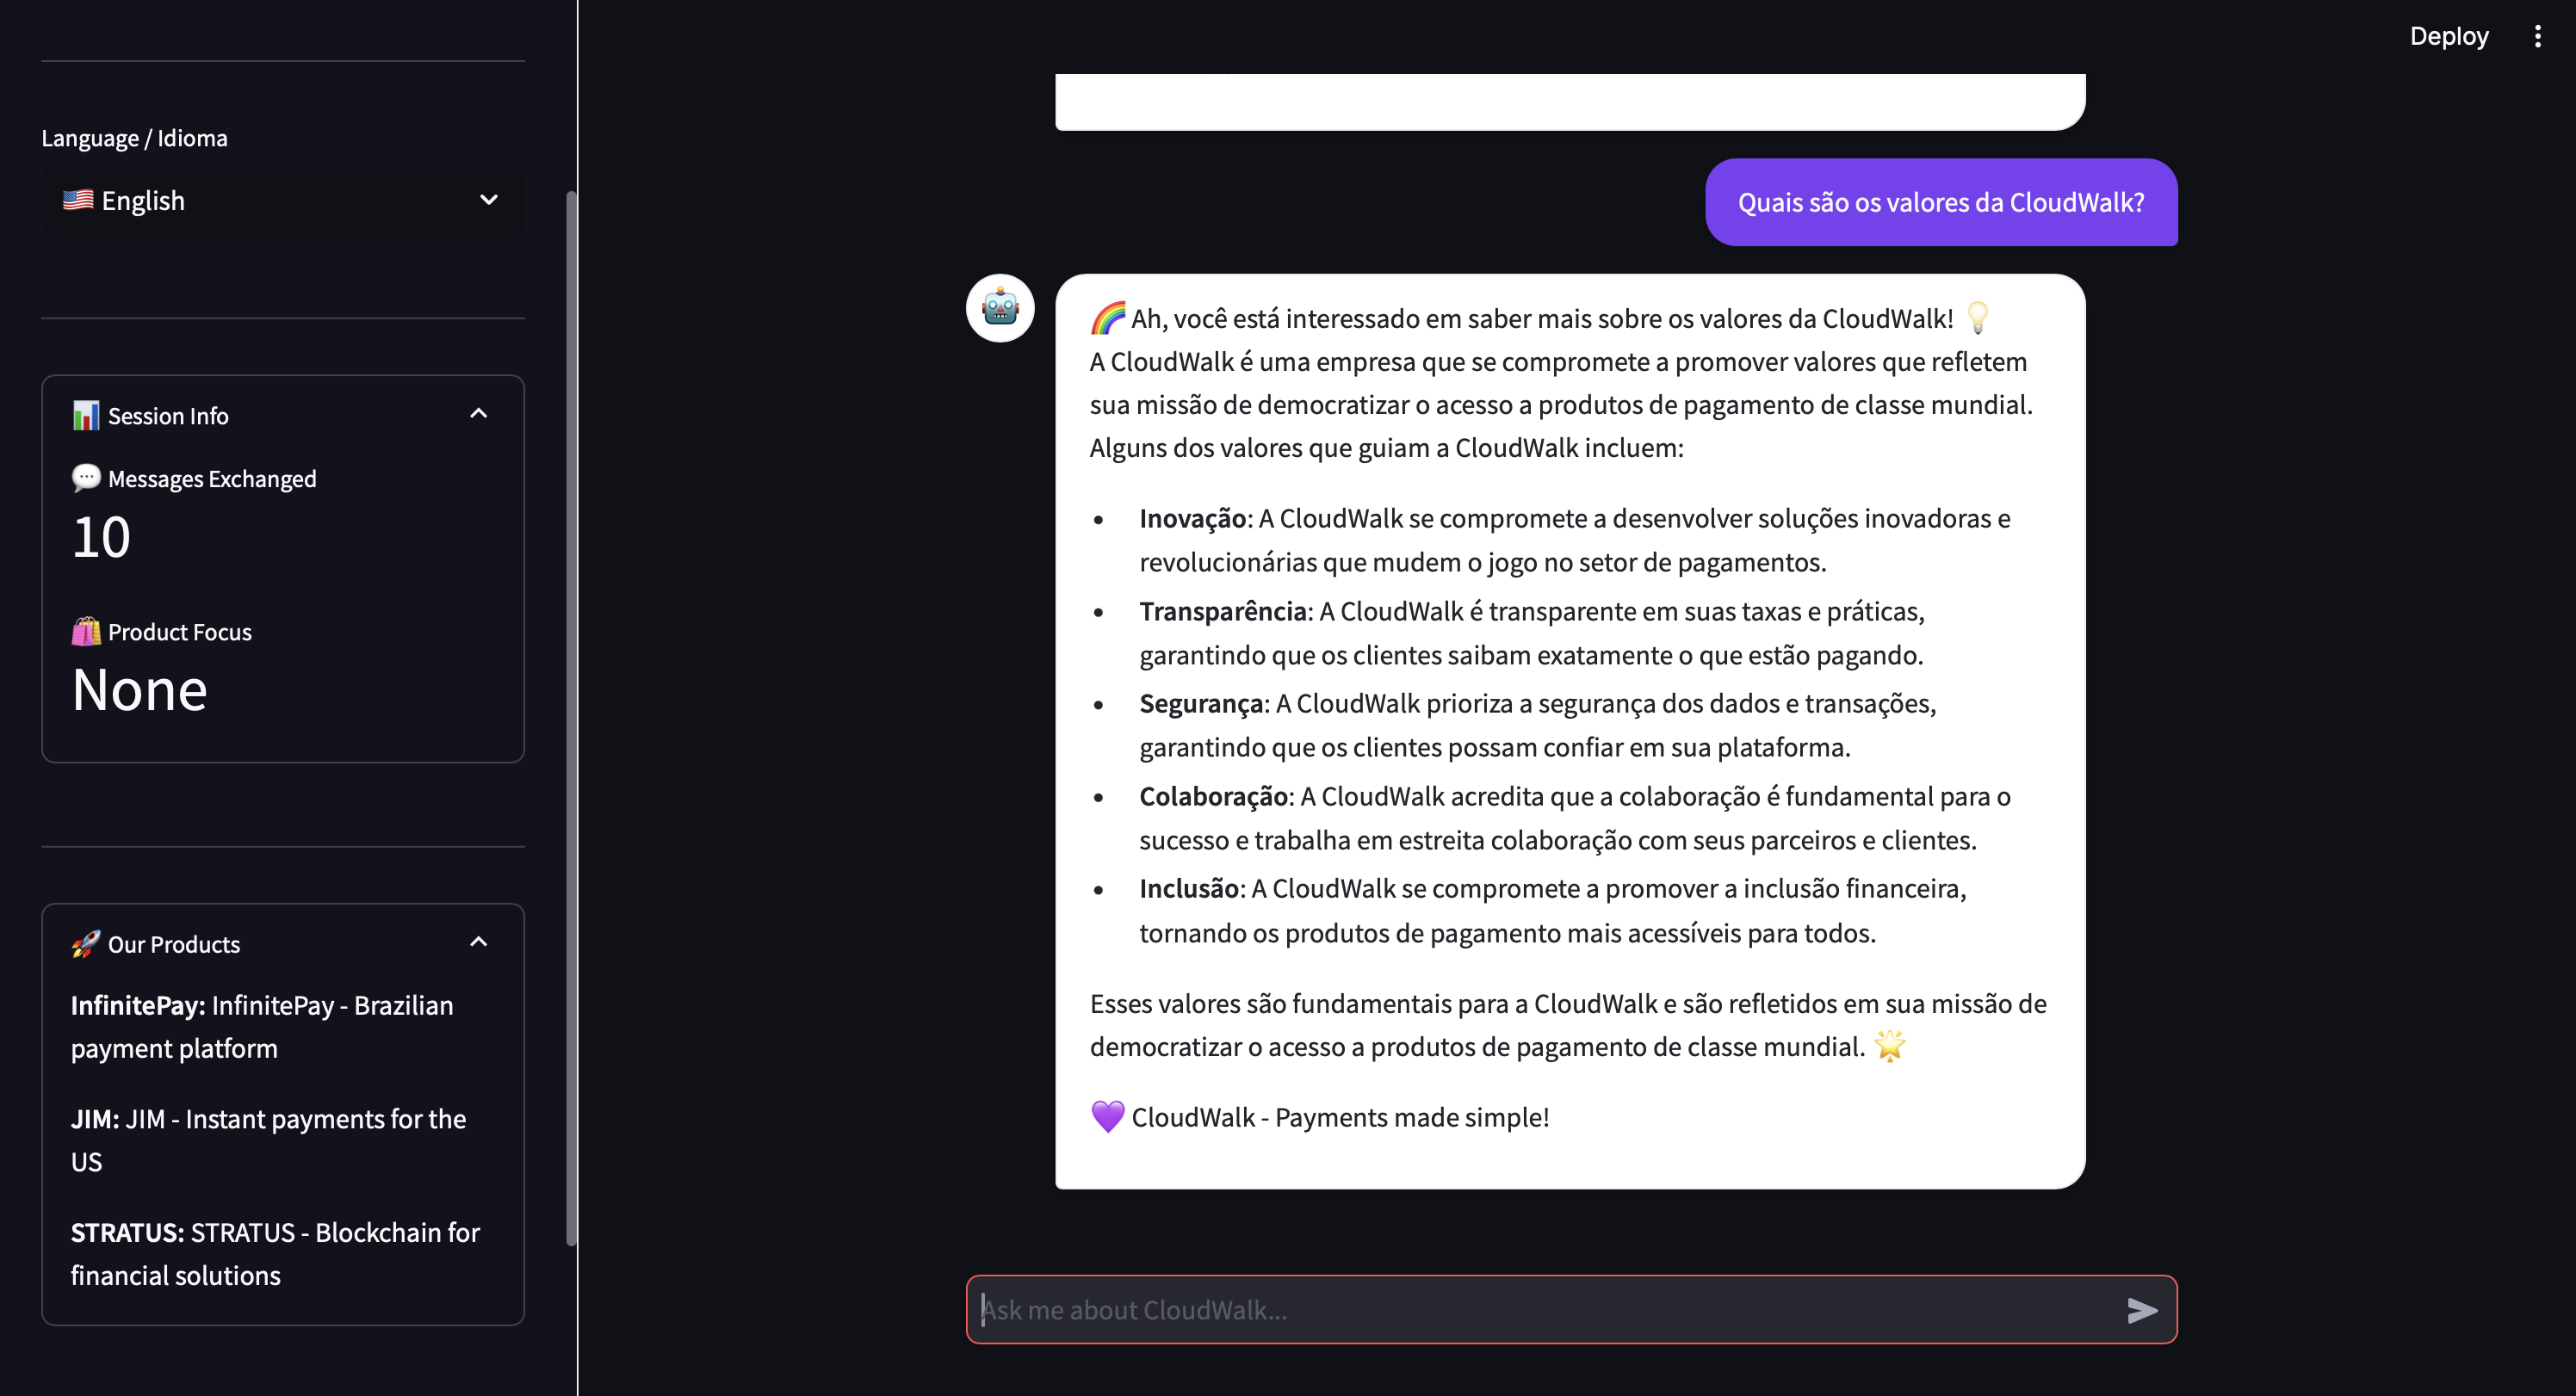 Deploy
Language / Idioma
English
Session Info
Messages Exchanged
10
Product Focus
None
Our Products
InfinitePay: InfinitePay - Brazilian
payment platform
JIM: JIM - Instant payments for the
US
STRATUS: STRATUS - Blockchain for
financial solutions
Quais são os valores da CloudWalk?
Ah, você está interessado em saber mais sobre os valores da CloudWalk!
A CloudWalk é uma empresa que se compromete a promover valores que refletem
sua missão de democratizar o acesso a produtos de pagamento de classe mundial.
Alguns dos valores que guiam a CloudWalk incluem:
• Inovação: A CloudWalk se compromete a desenvolver soluções inovadoras e
revolucionárias que mudem o jogo no setor de pagamentos.
• Transparência: A CloudWalk é transparente em suas taxas e práticas,
garantindo que os clientes saibam exatamente o que estão pagando.
• Segurança: A CloudWalk prioriza a segurança dos dados e transações,
garantindo que os clientes possam confiar em sua plataforma.
• Colaboração: A CloudWalk acredita que a colaboração é fundamental para o
sucesso e trabalha em estreita colaboração com seus parceiros e clientes.
• Inclusão: A CloudWalk se compromete a promover a inclusão financeira,
tornando os produtos de pagamento mais acessíveis para todos.
Esses valores são fundamentais para a CloudWalk e são refletidos em sua missão de
democratizar o acesso a produtos de pagamento de classe mundial.
CloudWalk - Payments made simple!
Ask me about CloudWalk...